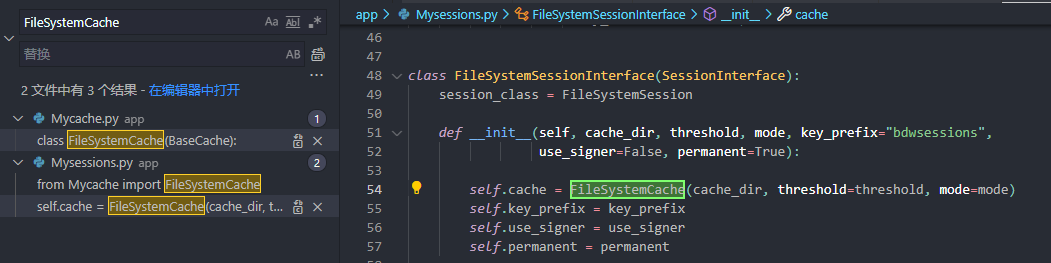 FileSystemCache
Aa
Abl
.*
替换
AB
...
2 文件中有 3 个结果 - 在编辑器中打开
Mycache.py app
1
class FileSystemCache(BaseCache):
Mysessions.py app
2
from Mycache import FileSystemCache
self.cache = FileSystemCache(cache_dir, t...
app > Mysessions.py > FileSystemSessionInterface > __init__ > cache
46
47
48 class FileSystemSessionInterface(SessionInterface):
49 session_class = FileSystemSession
50
51 def __init__(self, cache_dir, threshold, mode, key_prefix="bdwsessions",
52 use_signer=False, permanent=True):
53
54 self.cache = FileSystemCache(cache_dir, threshold=threshold, mode=mode)
55 self.key_prefix = key_prefix
56 self.use_signer = use_signer
57 self.permanent = permanent